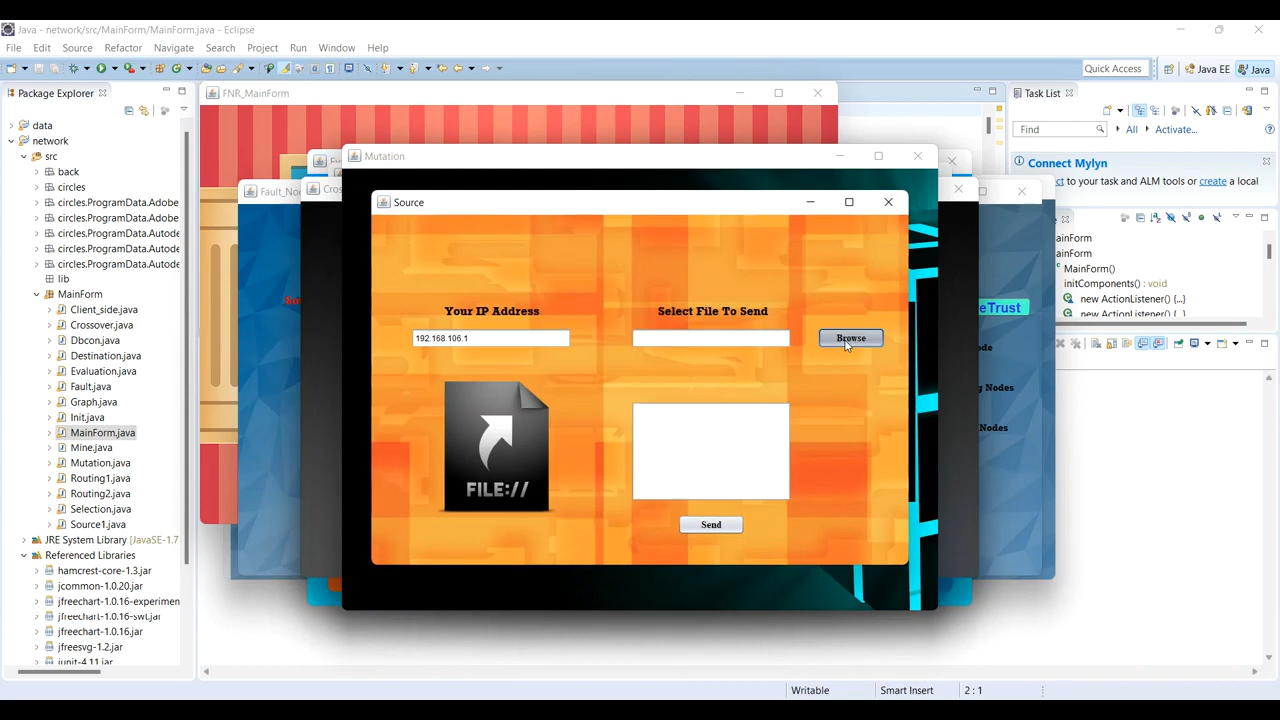 Java - network/src/MainForm/MainForm.java - Eclipse
File Edit Source Refactor Navigate Search Project Run Window Help
Quick Access Java EE Java
Package Explorer
data
network
src
back
circles
circles.ProgramData.Adobe
circles.ProgramData.Adobe
circles.ProgramData.Autode
circles.ProgramData.Autode
circles.ProgramData.Autode
lib
MainForm
Client_side.java
Crossover.java
Dbcon.java
Destination.java
Evaluation.java
Fault.java
Graph.java
Init.java
MainForm.java
Mine.java
Mutation.java
Routing1.java
Routing2.java
Selection.java
Source1.java
JRE System Library [JavaSE-1.7
Referenced Libraries
hamcrest-core-1.3.jar
jcommon-1.0.20.jar
jfreechart-1.0.16-experimen
jfreechart-1.0.16-swt.jar
jfreechart-1.0.16.jar
jfreesvg-1.2.jar
junit-4.11.jar
FNR_MainForm
Mutation
Fault_No
Cros
Source
Your IP Address
192.168.106.1
Select File To Send
Browse
FILE://
Send
eTrust
ode
g Nodes
Nodes
Task List
Find All Activate...
Connect Mylyn
ct to your task and ALM tools or create a local
ainForm
ainForm
MainForm()
initComponents() : void
new ActionListener() {...}
new ActionListener() {...}
Writable Smart Insert 2 : 1